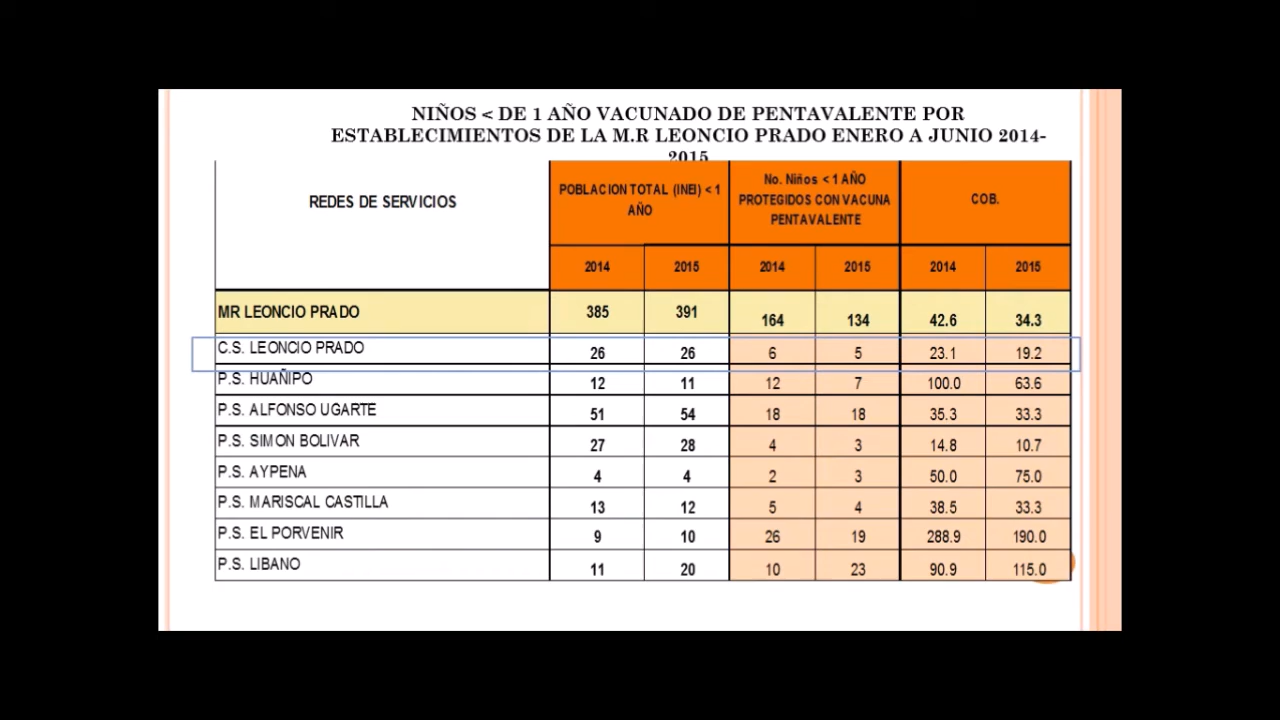 NIÑOS < DE 1 AÑO VACUNADO DE PENTAVALENTE POR
ESTABLECIMIENTOS DE LA M.R LEONCIO PRADO ENERO A JUNIO 2014-
2015
REDES DE SERVICIOS
POBLACION TOTAL (INEI) < 1
AÑO
No. Niños < 1 AÑO
PROTEGIDOS CON VACUNA
PENTAVALENTE
COB.
2014 2015 2014 2015 2014 2015
MR LEONCIO PRADO 385 391 164 134 42.6 34.3
C.S. LEONCIO PRADO 26 26 6 5 23.1 19.2
P.S. HUAÑIPO 12 11 12 7 100.0 63.6
P.S. ALFONSO UGARTE 51 54 18 18 35.3 33.3
P.S. SIMON BOLIVAR 27 28 4 3 14.8 10.7
P.S. AYPENA 4 4 2 3 50.0 75.0
P.S. MARISCAL CASTILLA 13 12 5 4 38.5 33.3
P.S. EL PORVENIR 9 10 26 19 288.9 190.0
P.S. LIBANO 11 20 10 23 90.9 115.0